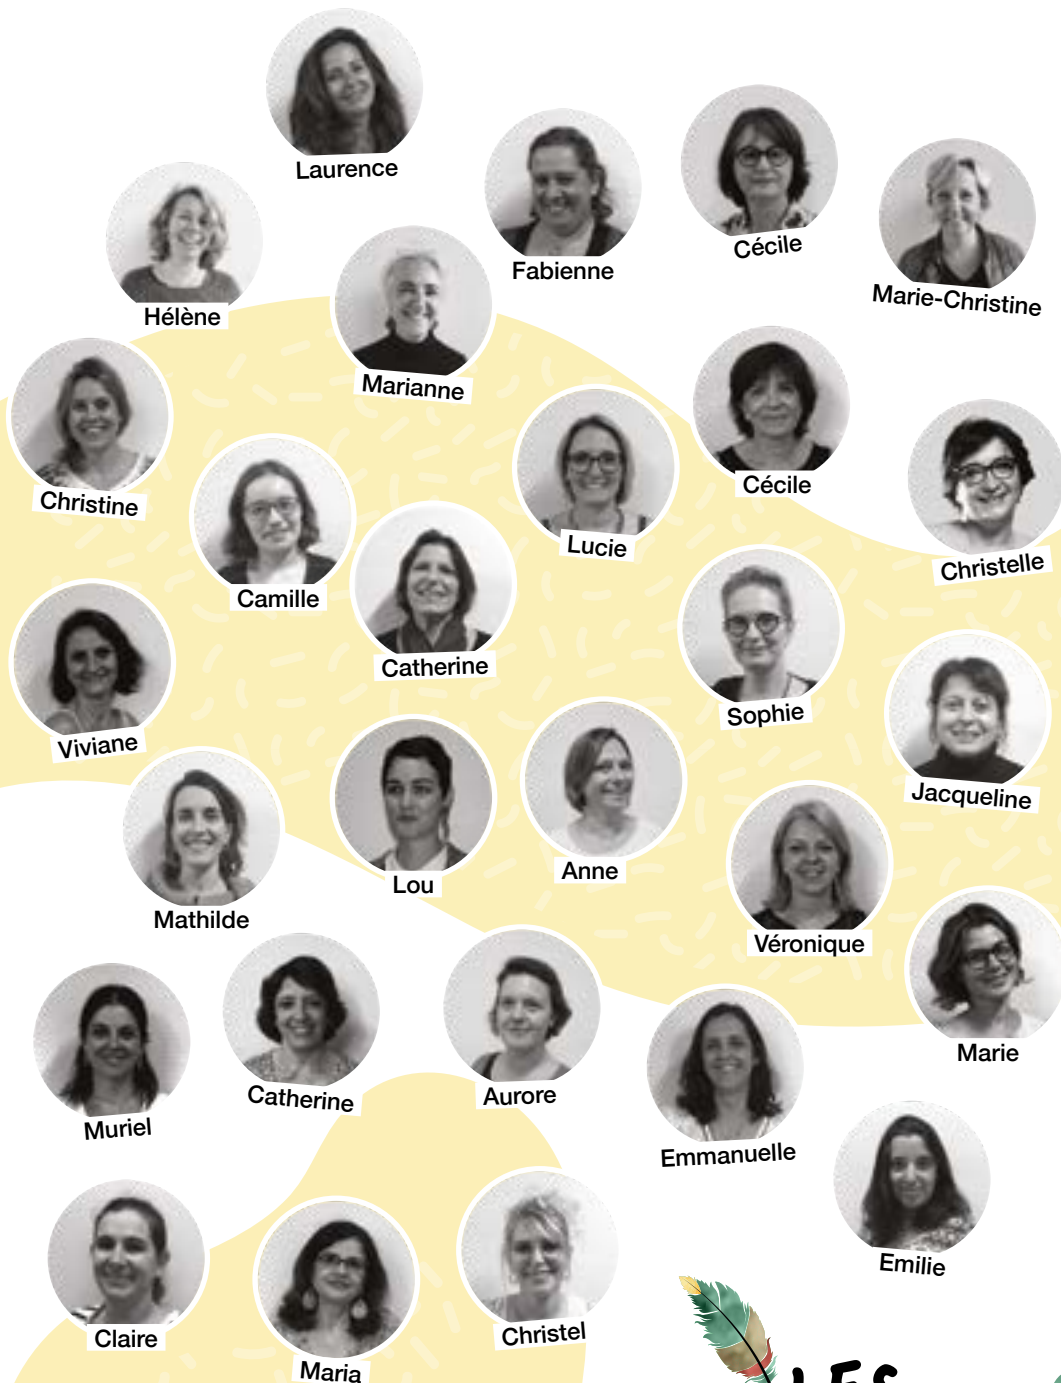 Laurence
Fabienne
Cécile
Marie-Christine
Hélène
Marianne
Christine
Camille
Lucie
Cécile
Christelle
Catherine
Viviane
Sophie
Jacqueline
Mathilde
Lou
Anne
Véronique
Marie
Muriel
Catherine
Aurore
Emmanuelle
Emilie
Claire
Maria
Christel
LES